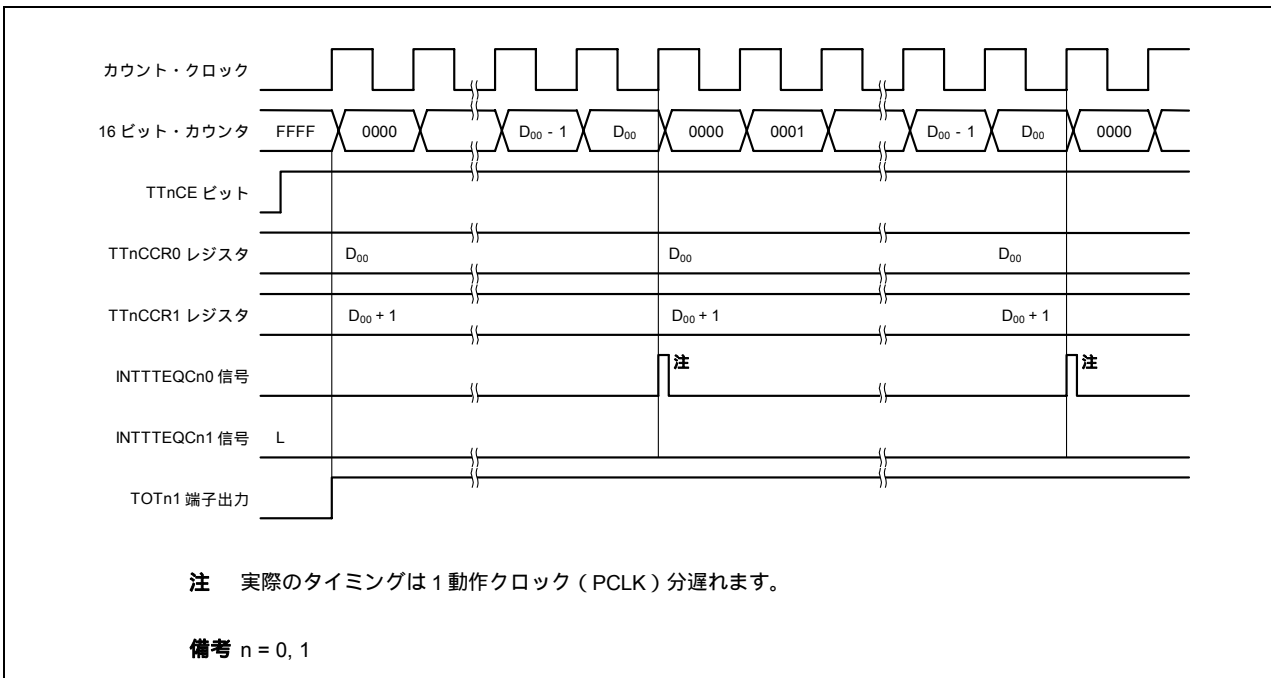 カウント・クロック
16 ビット・カウンタ FFFF 0000 D₀₀ - 1 D₀₀ 0000 0001 D₀₀ - 1 D₀₀ 0000
TTnCE ビット
TTnCCR0 レジスタ D₀₀ D₀₀ D₀₀
TTnCCR1 レジスタ D₀₀ + 1 D₀₀ + 1 D₀₀ + 1
注 注
INTTTEQCn0 信号
INTTTEQCn1 信号 L
TOTn1 端子出力
注 実際のタイミングは 1 動作クロック（PCLK）分遅れます。
備考 n = 0, 1